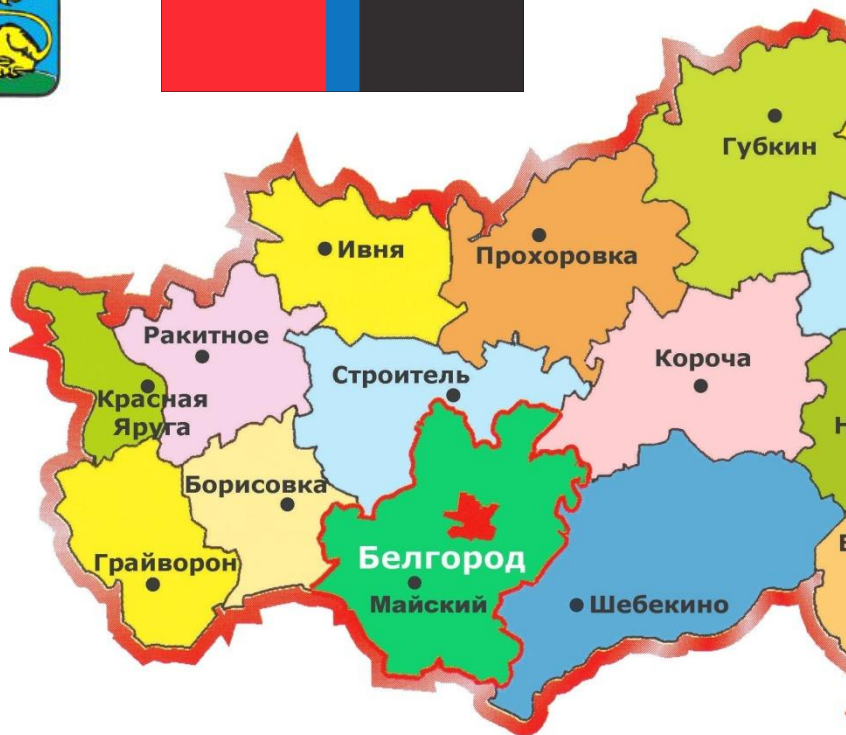 Губкин
Ивня
Прохоровка
Ракитное
Строитель
Короча
Красная
Яруга
Борисовка
Белгород
Грайворон
Майский
Шебекино